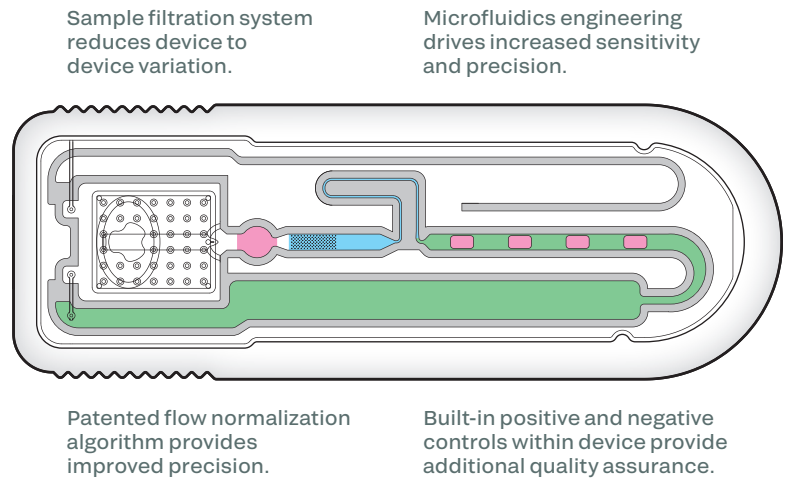 Sample filtration system
reduces device to
device variation.
Microfluidics engineering
drives increased sensitivity
and precision.
Patented flow normalization
algorithm provides
improved precision.
Built-in positive and negative
controls within device provide
additional quality assurance.